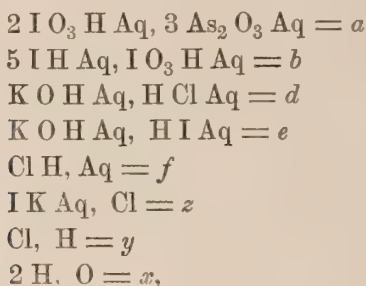 2 I O₃ H Aq, 3 As₂ O₃ Aq = a
5 I H Aq, I O₃ H Aq = b
K O H Aq, H Cl Aq = d
K O H Aq, H I Aq = e
Cl H, Aq = f
I K Aq, Cl = z
Cl, H = y
2 H, O = x,